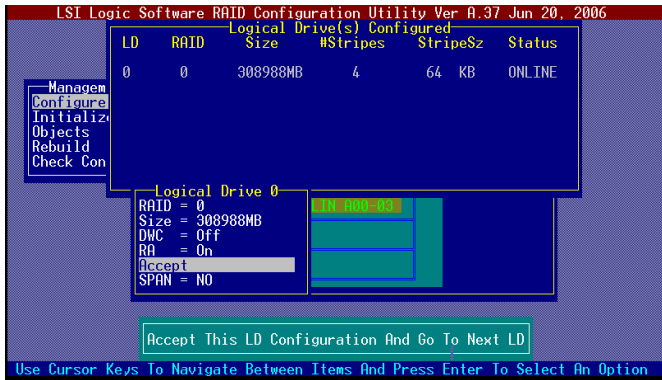 LSI Logic Software RAID Configuration Utility Ver A.37 Jun 20, 2006
Logical Drive(s) Configured
LD RAID Size #Stripes StripeSz Status
0 0 308988MB 4 64 KB ONLINE
Managem
Configure
Initialize
Objects
Rebuild
Check Con
Logical Drive 0
RAID = 0
Size = 308988MB
DWC = Off
RA = On
Accept
SPAN = NO
LIN A00-03
Accept This LD Configuration And Go To Next LD
Use Cursor Keys To Navigate Between Items And Press Enter To Select An Option